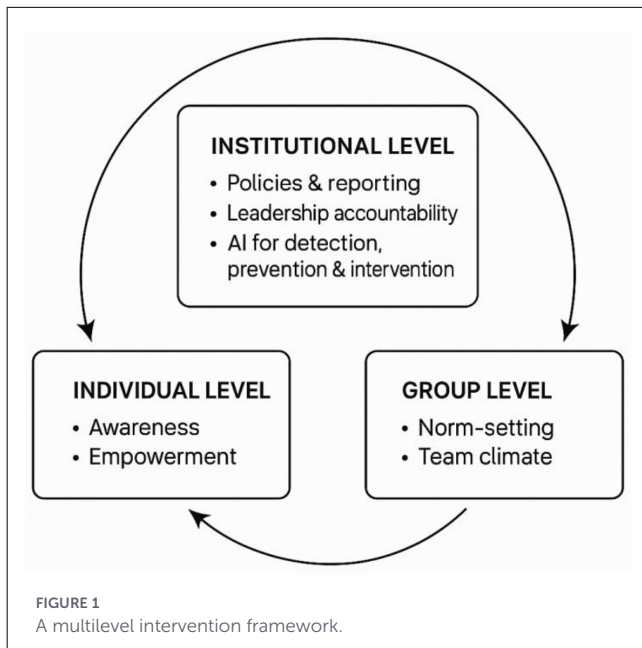 INSTITUTIONAL LEVEL
• Policies & reporting
• Leadership accountability
• AI for detection,
prevention & intervention
INDIVIDUAL LEVEL
• Awareness
• Empowerment
GROUP LEVEL
• Norm-setting
• Team climate
FIGURE 1
A multilevel intervention framework.